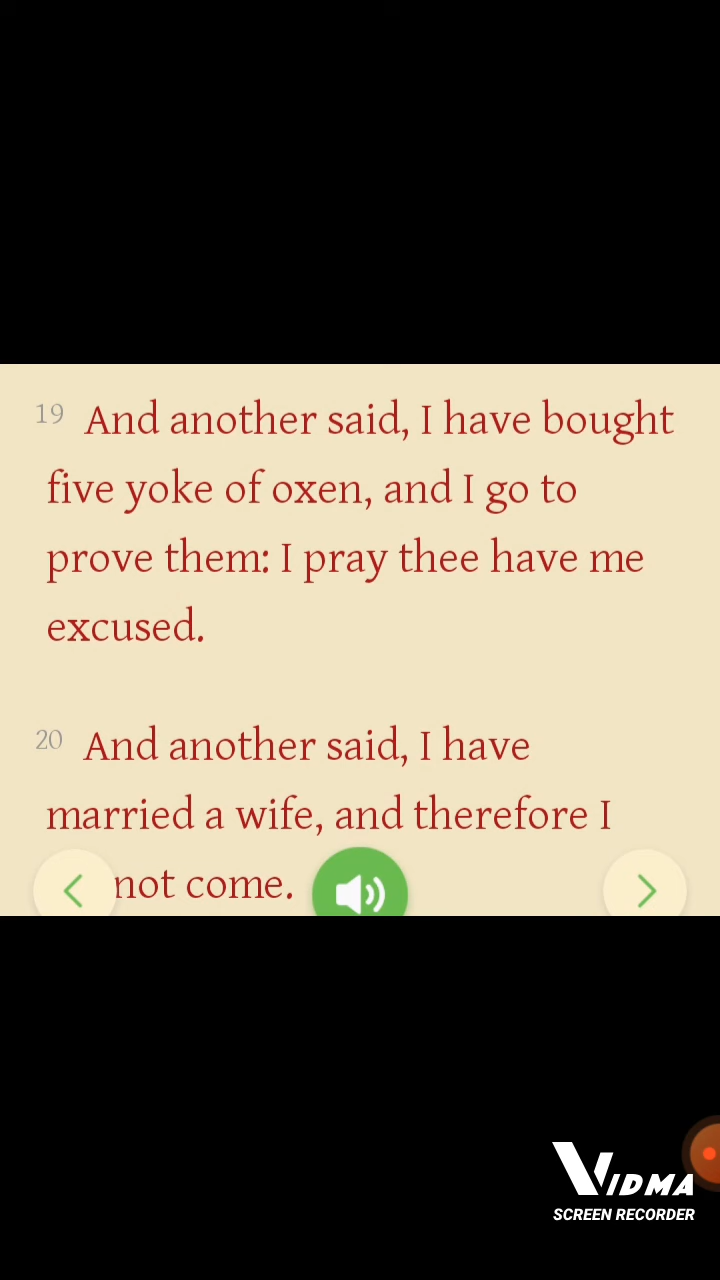 19 And another said, I have bought
five yoke of oxen, and I go to
prove them: I pray thee have me
excused.
20 And another said, I have
married a wife, and therefore I
not come.
VIDMA
SCREEN RECORDER